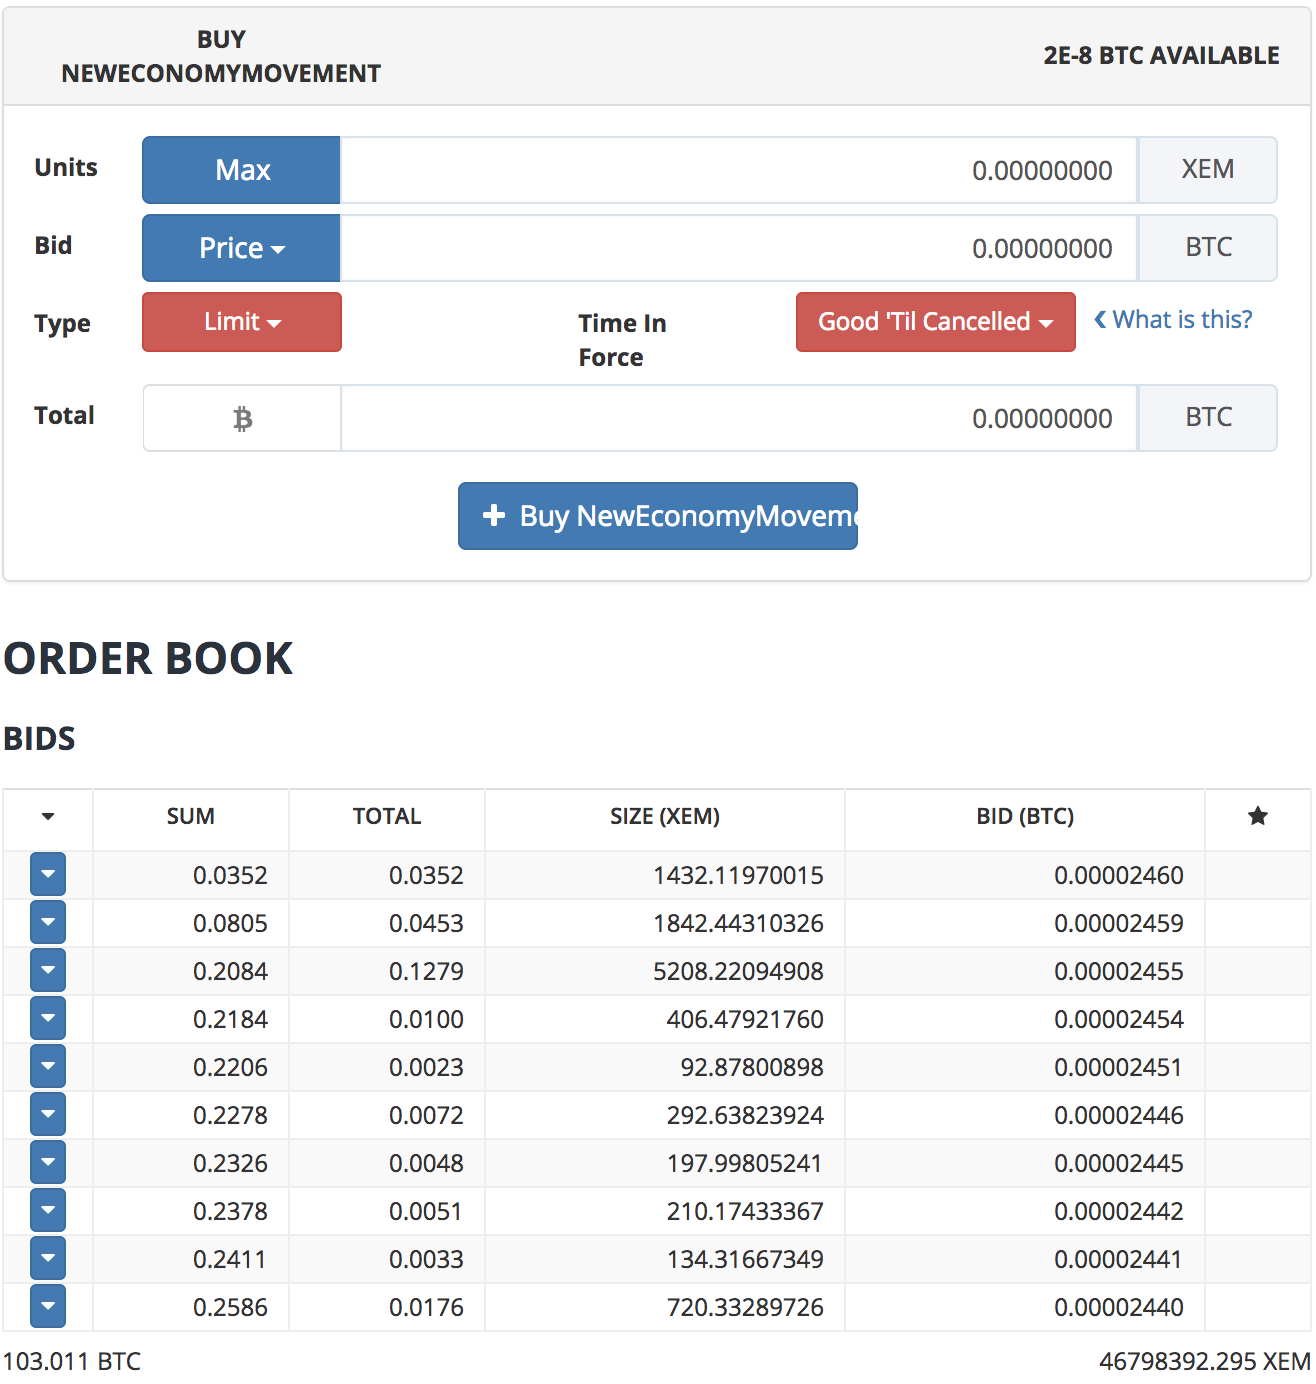 BUY
NEWECONOMYMOVEMENT
2E-8 BTC AVAILABLE
Units Max 0.00000000 XEM
Bid Price 0.00000000 BTC
Type Limit Time In Force Good 'Til Cancelled What is this?
Total 0.00000000 BTC
Buy NewEconomyMoveme
ORDER BOOK
BIDS
SUM TOTAL SIZE (XEM) BID (BTC)
0.0352 0.0352 1432.11970015 0.00002460
0.0805 0.0453 1842.44310326 0.00002459
0.2084 0.1279 5208.22094908 0.00002455
0.2184 0.0100 406.47921760 0.00002454
0.2206 0.0023 92.87800898 0.00002451
0.2278 0.0072 292.63823924 0.00002446
0.2326 0.0048 197.99805241 0.00002445
0.2378 0.0051 210.17433367 0.00002442
0.2411 0.0033 134.31667349 0.00002441
0.2586 0.0176 720.33289726 0.00002440
103.011 BTC 46798392.295 XEM